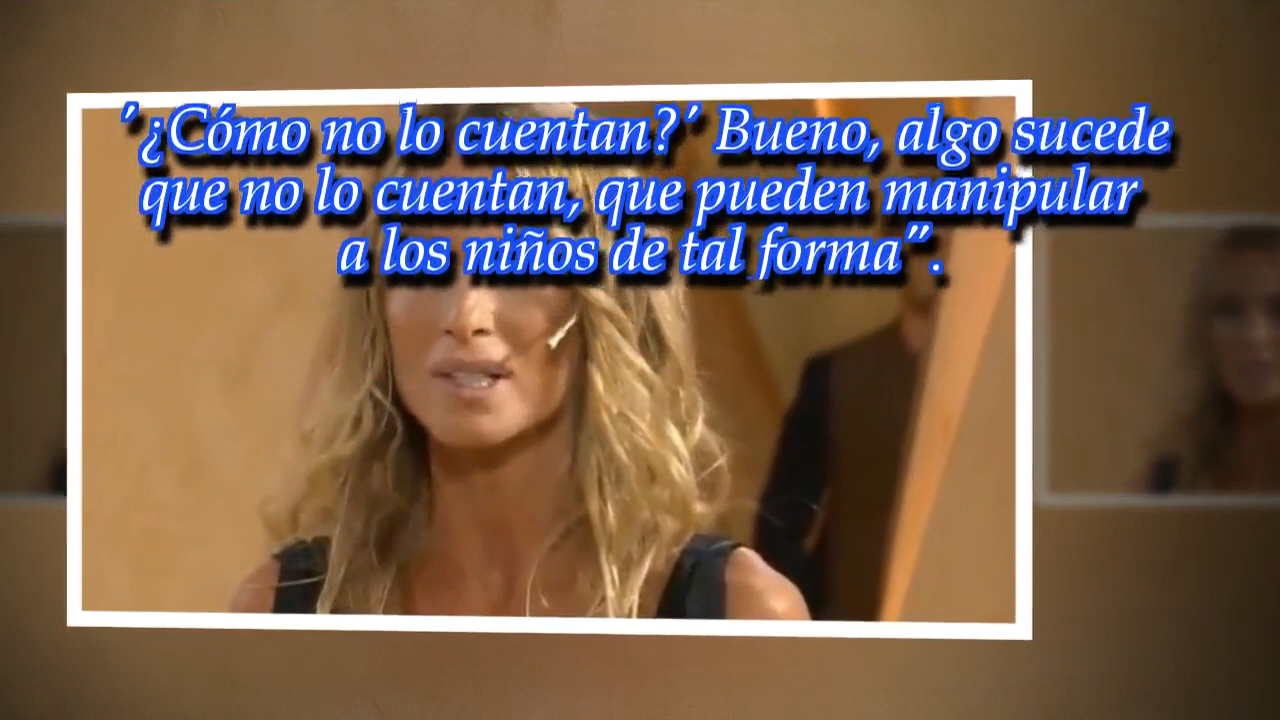 ´¿Cómo no lo cuentan?´ Bueno, algo sucede
que no lo cuentan, que pueden manipular
a los niños de tal forma”.